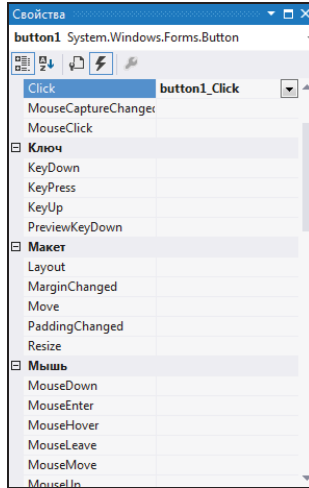 Свойства
button1 System.Windows.Forms.Button
Click button1_Click
MouseCaptureChanged
MouseClick
Ключ
KeyDown
KeyPress
KeyUp
PreviewKeyDown
Макет
Layout
MarginChanged
Move
PaddingChanged
Resize
Мышь
MouseDown
MouseEnter
MouseHover
MouseLeave
MouseMove
MouseUp